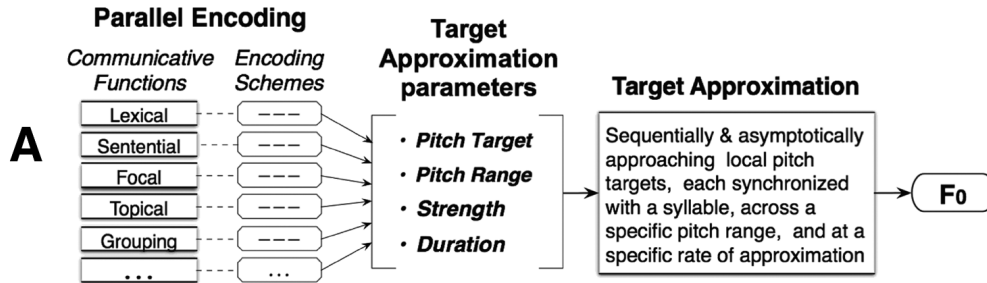 Parallel Encoding
Communicative Functions
Encoding Schemes
Lexical
Sentential
Focal
Topical
Grouping
...
– – –
– – –
– – –
– – –
– – –
...
A
Target
Approximation
parameters
• Pitch Target
• Pitch Range
• Strength
• Duration
Target Approximation
Sequentially & asymptotically
approaching local pitch
targets, each synchronized
with a syllable, across a
specific pitch range, and at a
specific rate of approximation
F0